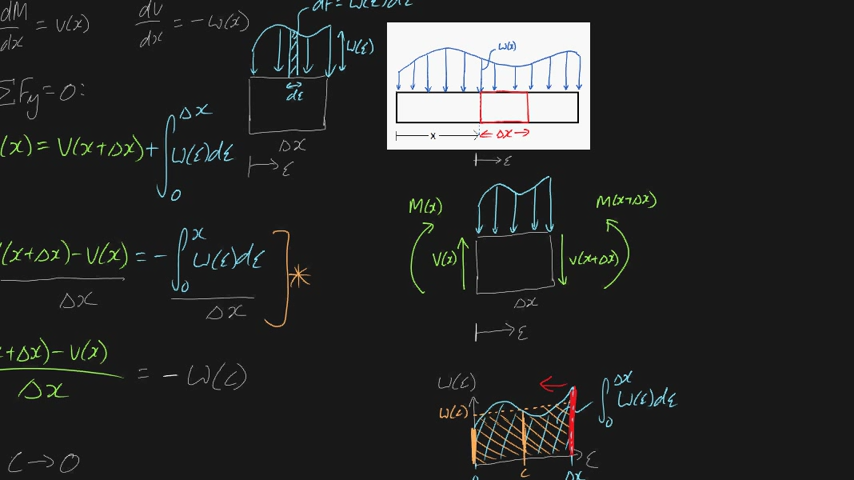 dM/dx = V(x)
dV/dx = -W(x)
dF = W(ε)dε
W(ε)
dε
Δx
ε
ΣFy = 0:
(x) = V(x+Δx) + ∫₀^Δx W(ε)dε
(x+Δx) - V(x) / Δx = - ∫₀^x W(ε)dε / Δx *
+Δx) - V(x) / Δx = - W(c)
c → 0
W(x)
x
Δx
ε
M(x)
M(x+Δx)
V(x)
V(x+Δx)
Δx
ε
W(ε)
W(c)
∫₀^Δx W(ε)dε
c
Δx
ε